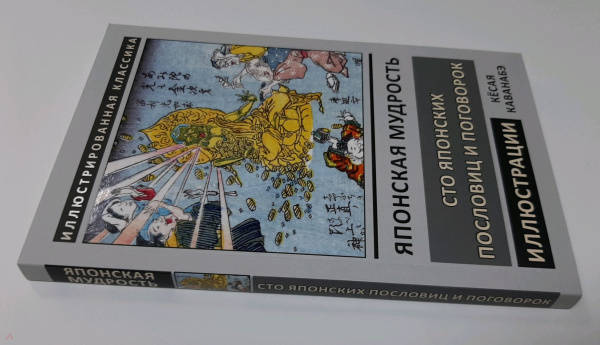 ИЛЛЮСТРИРОВАННАЯ КЛАССИКА
ЯПОНСКАЯ МУДРОСТЬ
СТО ЯПОНСКИХ
ПОСЛОВИЦ И ПОГОВОРОК
ИЛЛЮСТРАЦИИ
КЁСАЯ
КАВАНАБЭ
ЯПОНСКАЯ
МУДРОСТЬ
СТО ЯПОНСКИХ ПОСЛОВИЦ И ПОГОВОРОК